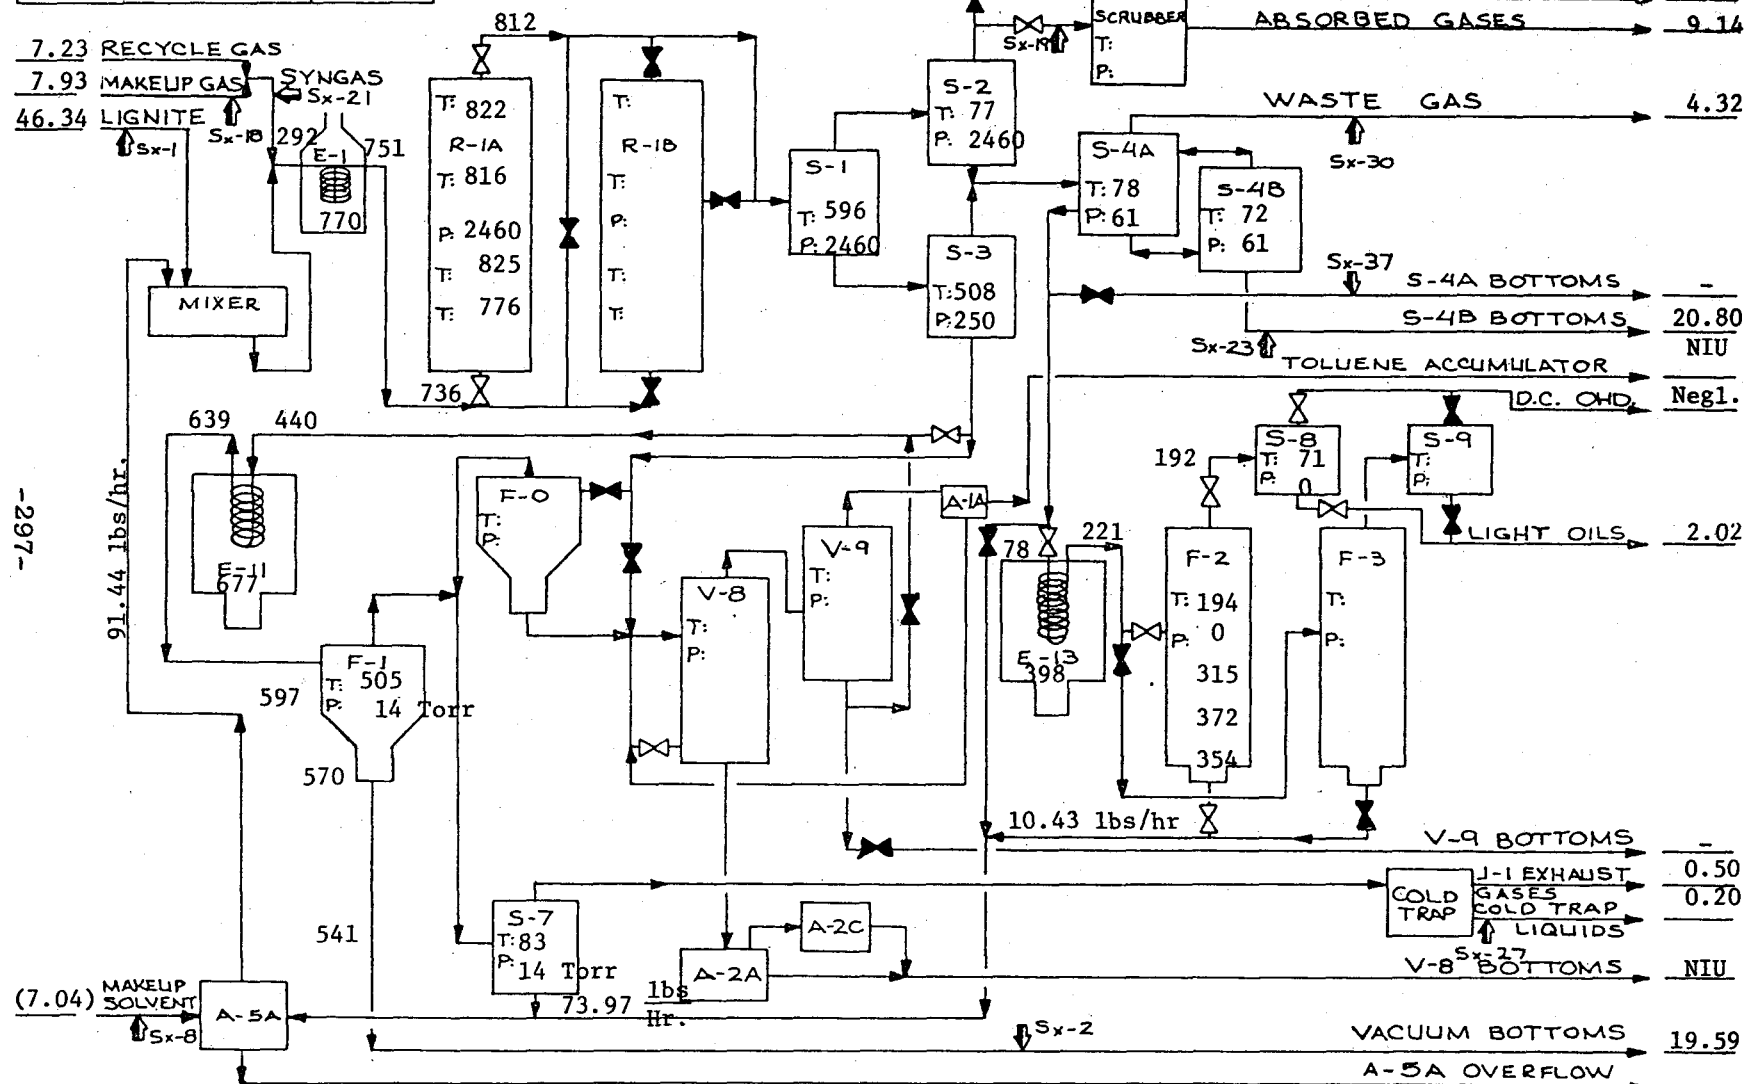 812
SCRUBBER
T:
P:
Sx-19
ABSORBED GASES
9.14
7.23 RECYCLE GAS
7.93 MAKEUP GAS
46.34 LIGNITE
Sx-1
Sx-18
SYNGAS
Sx-21
292
E-1
751
770
MIXER
T: 822
R-1A
T: 816
P: 2460
T: 825
T: 776
736
T:
R-1B
T:
P:
T:
T:
S-1
T: 596
P: 2460
S-2
T: 77
P: 2460
S-3
T:508
P:250
S-4A
T:78
P:61
S-4B
T: 72
P: 61
WASTE GAS
4.32
Sx-30
Sx-37
S-4A BOTTOMS
-
S-4B BOTTOMS
20.80
Sx-23
NIU
TOLUENE ACCUMULATOR
D.C. OHD.
Negl.
639
440
E-11
677
91.44 lbs/hr.
-297-
F-0
T:
P:
F-1
T: 505
P: 14 Torr
597
570
541
V-8
T:
P:
V-9
T:
P:
A-1A
78
221
E-13
398
192
F-2
T: 194
P: 0
315
372
354
S-8
T: 71
P: 0
S-9
T:
P:
F-3
T:
P:
LIGHT OILS
2.02
10.43 lbs/hr
V-9 BOTTOMS
-
COLD
TRAP
J-1 EXHAUST
GASES
0.50
COLD TRAP
LIQUIDS
0.20
Sx-27
V-8 BOTTOMS
NIU
S-7
T:83
P:14 Torr
A-2C
A-2A
73.97 lbs
Hr.
(7.04) MAKEUP
SOLVENT
Sx-8
A-5A
Sx-2
VACUUM BOTTOMS
19.59
A-5A OVERFLOW